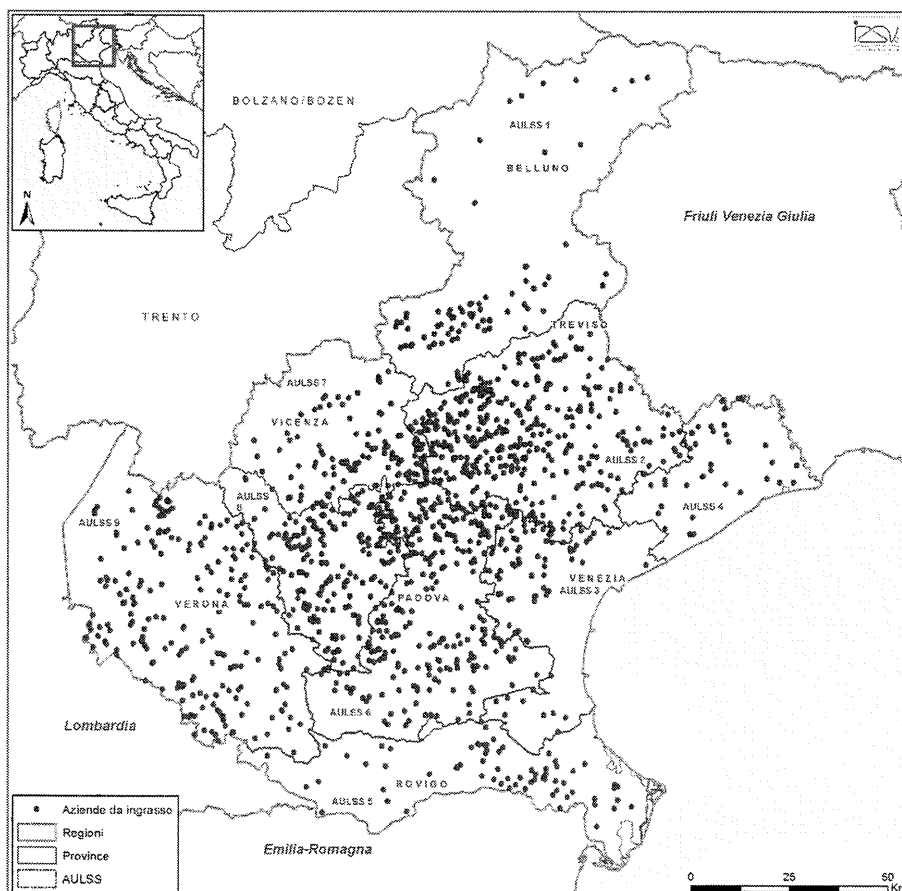 N
BOLZANO/BOZEN
AULSS 1
BELLUNO
Friuli Venezia Giulia
TRENTO
TREVISO
AULSS 7
VICENZA
AULSS 2
AULSS 8
AULSS 9
AULSS 4
VENEZIA
AULSS 3
PADOVA
VERONA
AULSS 6
Lombardia
ROVIGO
AULSS 5
Emilia-Romagna
Aziende da ingrasso
Regioni
Province
AULSS
0 25 50
Km